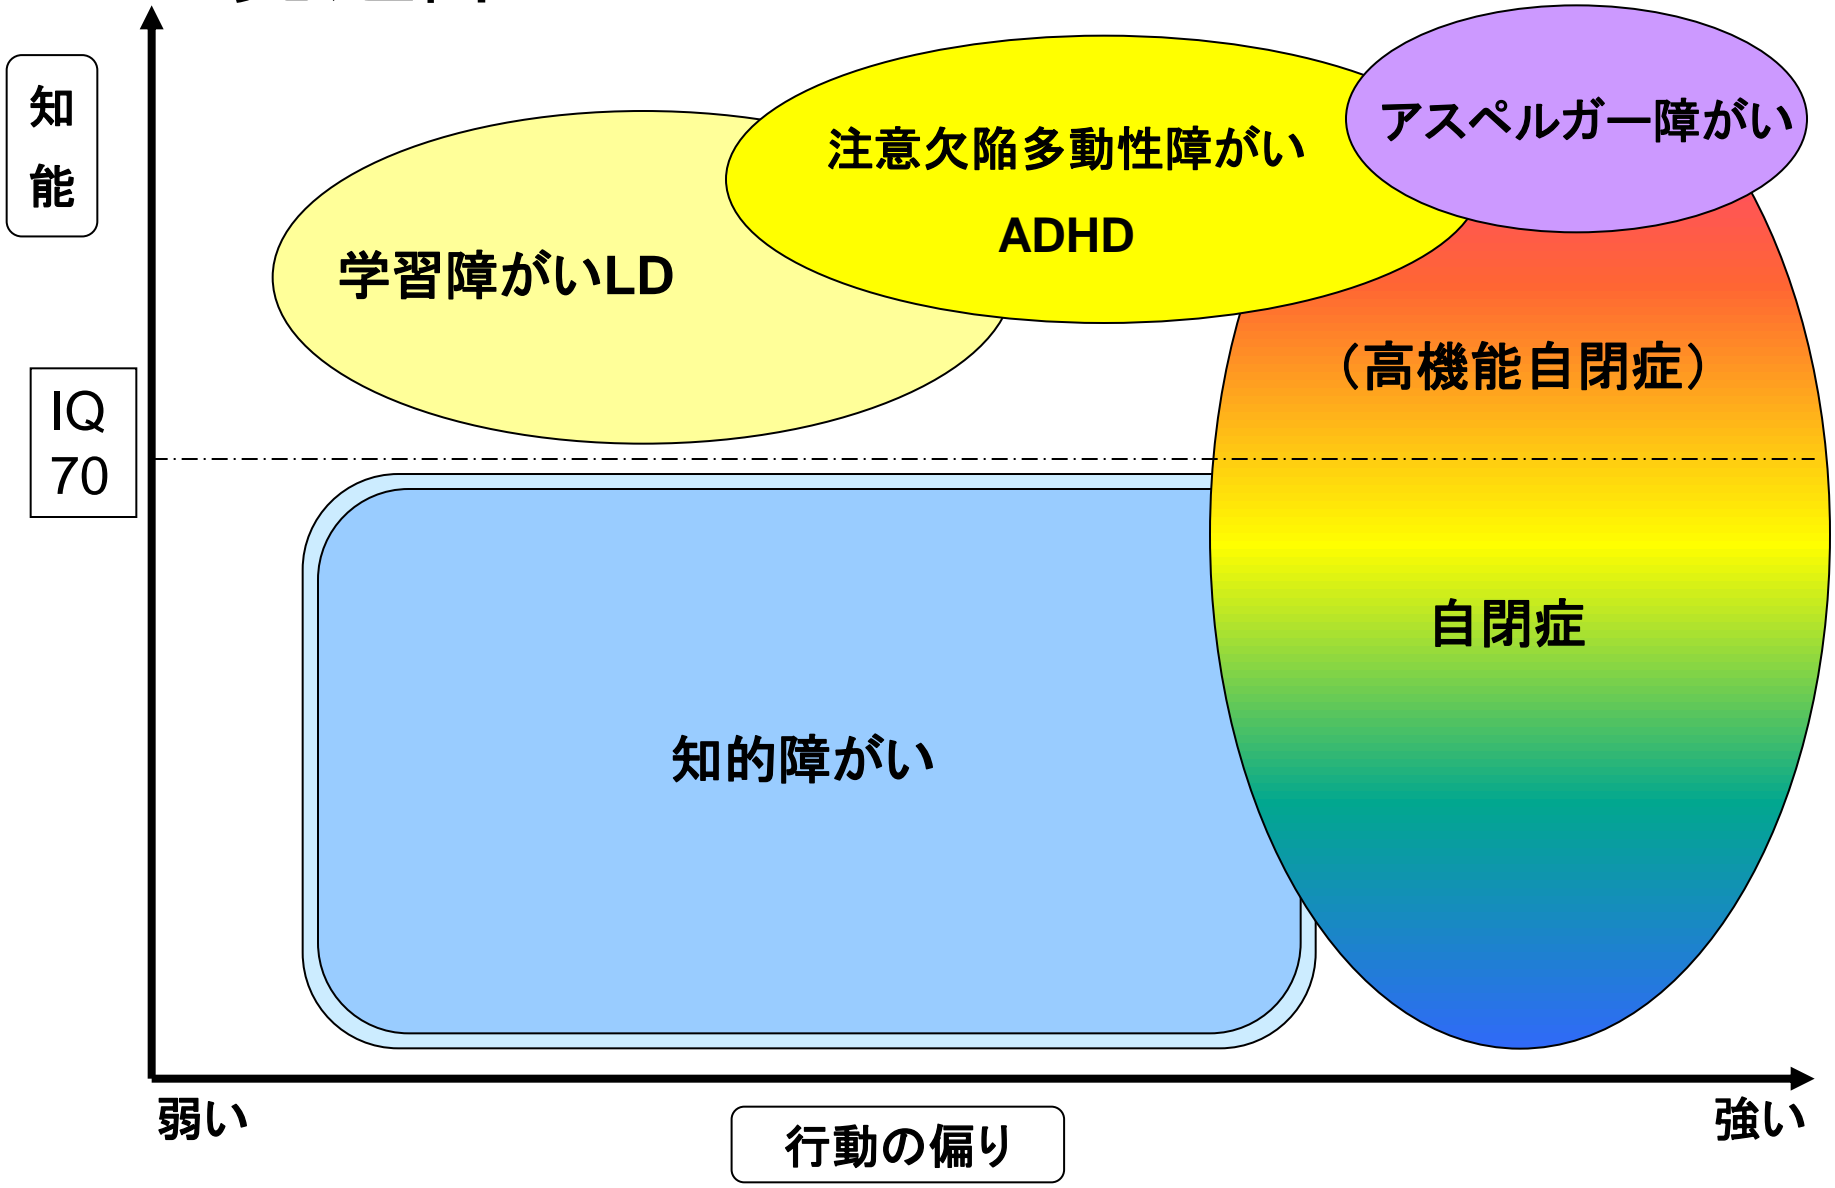 知
能
注意欠陥多動性障がい
ADHD
アスペルガー障がい
学習障がいLD
（高機能自閉症）
IQ
70
自閉症
知的障がい
弱い
強い
行動の偏り